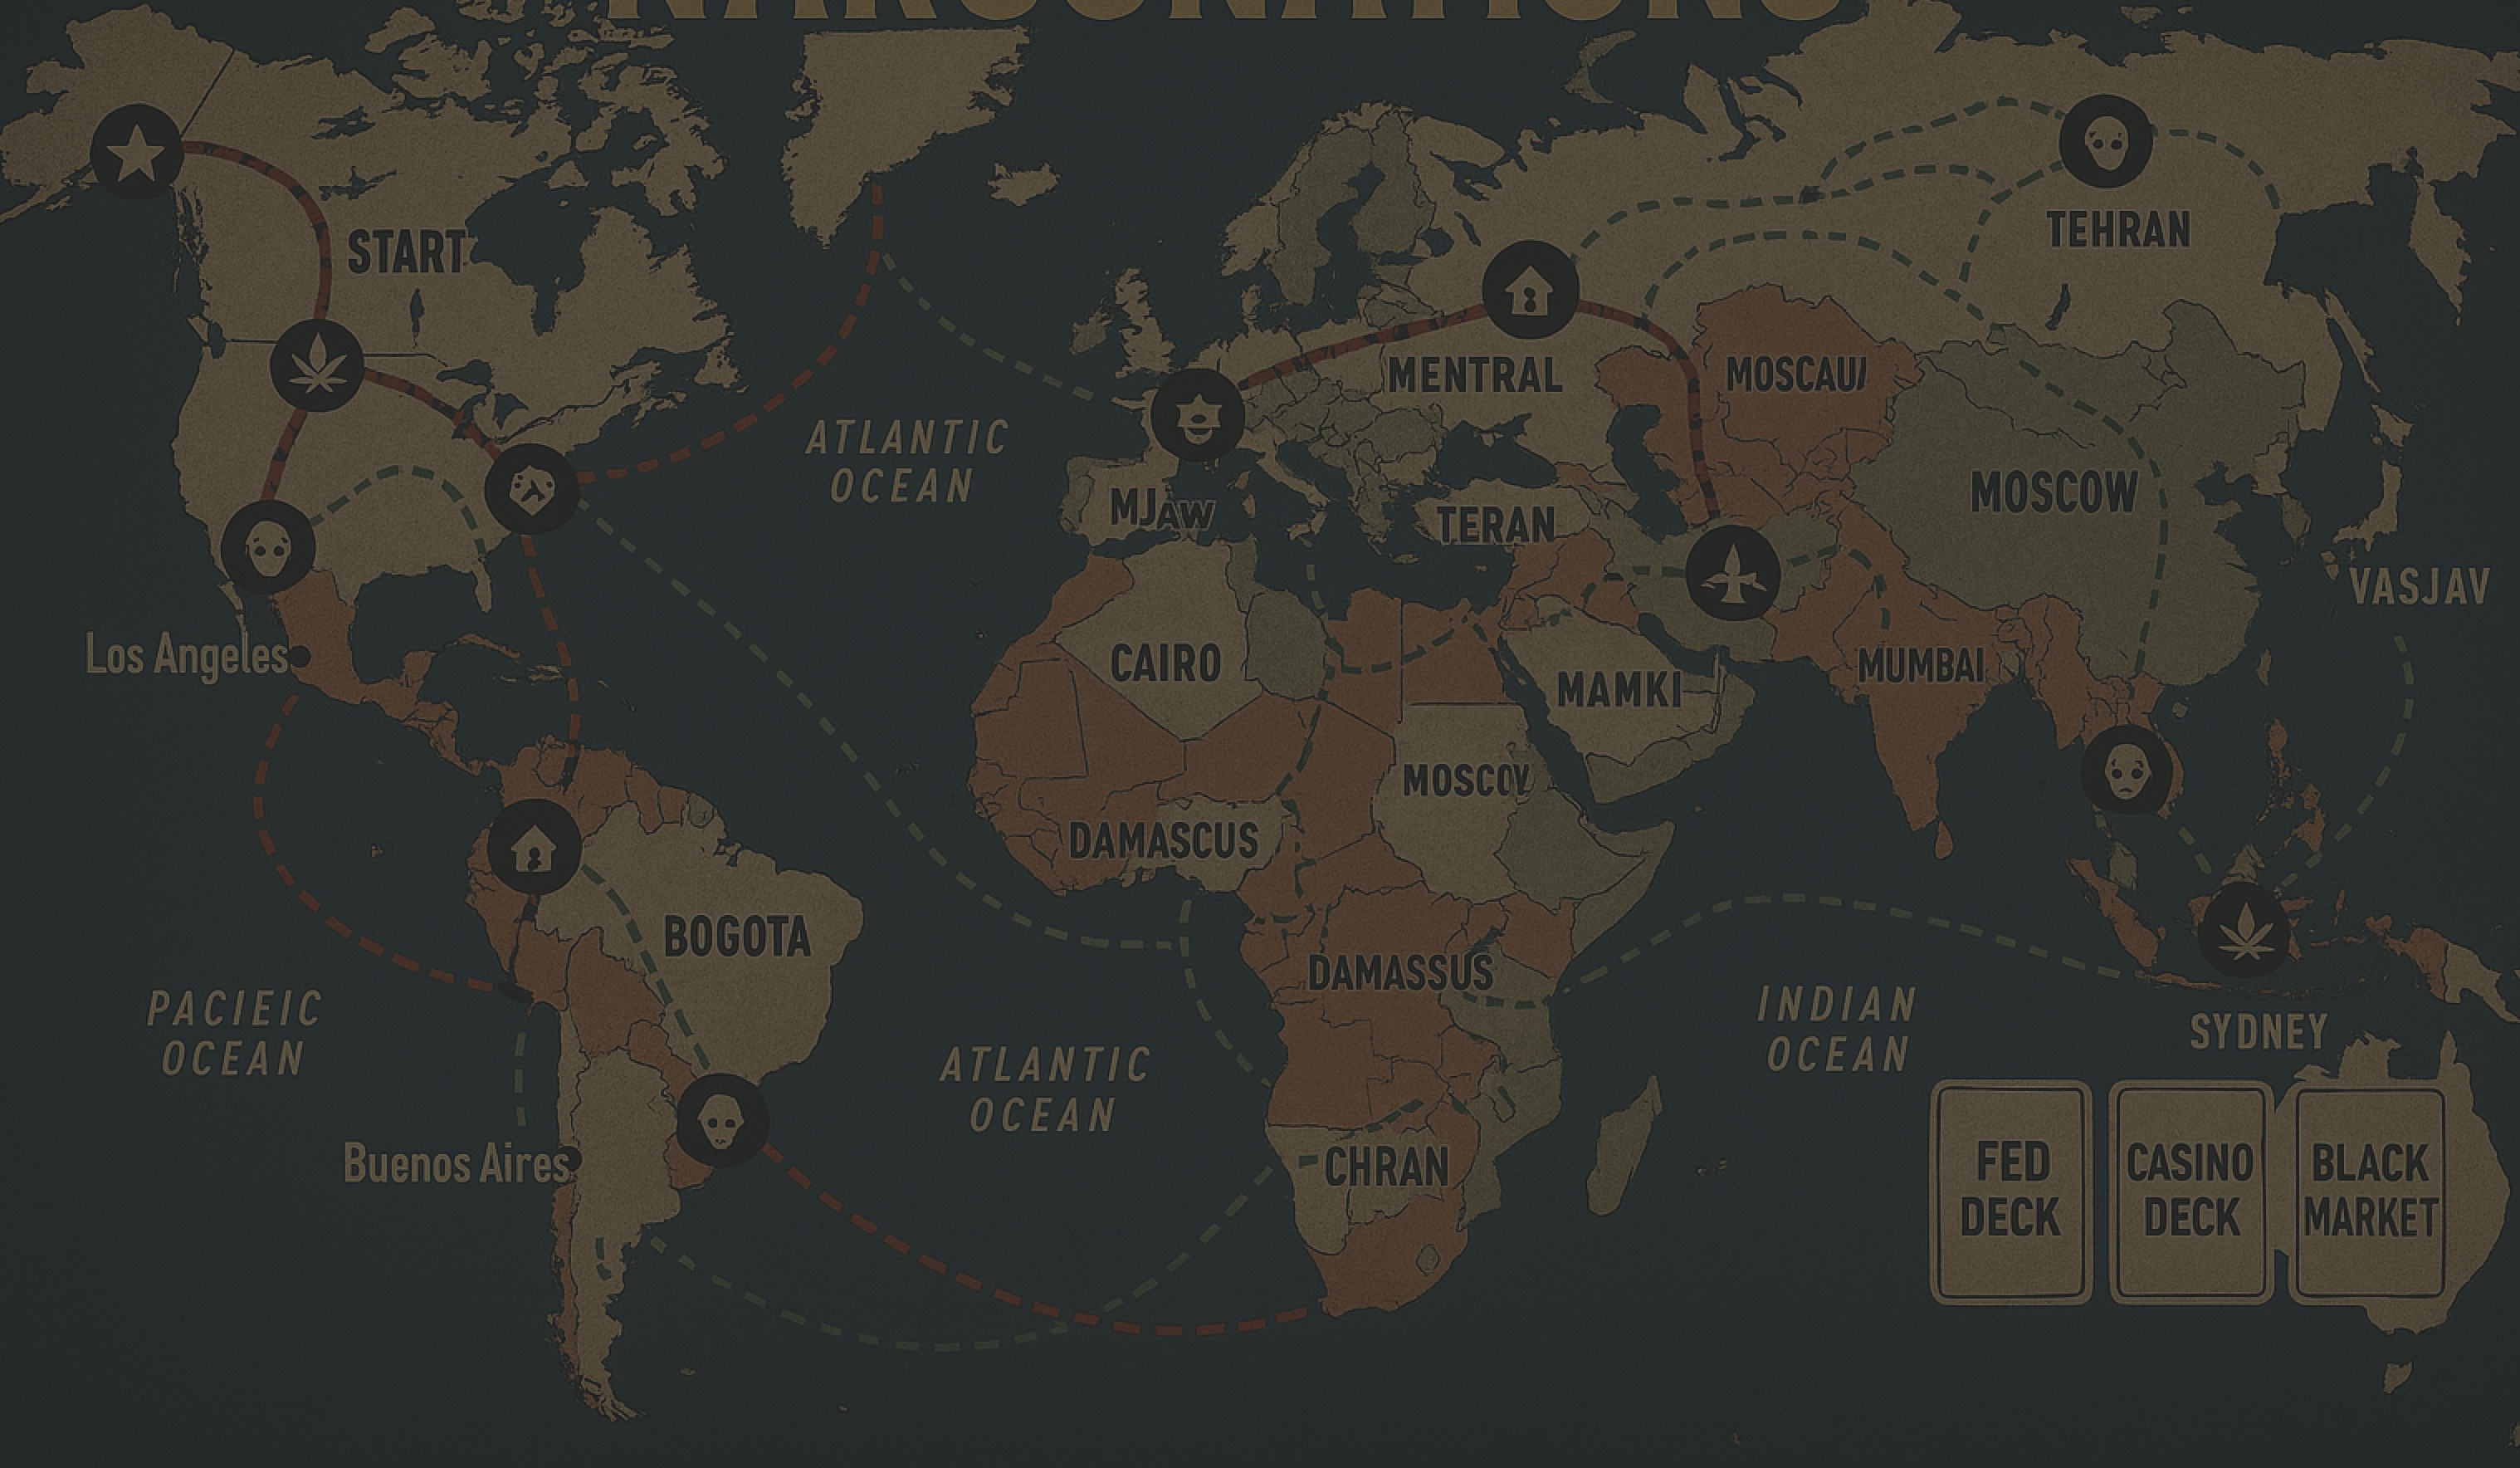 NARCONATIONS
START
TEHRAN
MENTRAL
MOSCAU/
ATLANTIC
OCEAN
MJAW
TERAN
MOSCOW
VASJAV
Los Angeles
CAIRO
MAMKI
MUMBAI
MOSCOV
DAMASCUS
BOGOTA
DAMASSUS
PACIEIC
OCEAN
ATLANTIC
OCEAN
INDIAN
OCEAN
SYDNEY
Buenos Aires
CHRAN
FED
DECK
CASINO
DECK
BLACK
MARKET